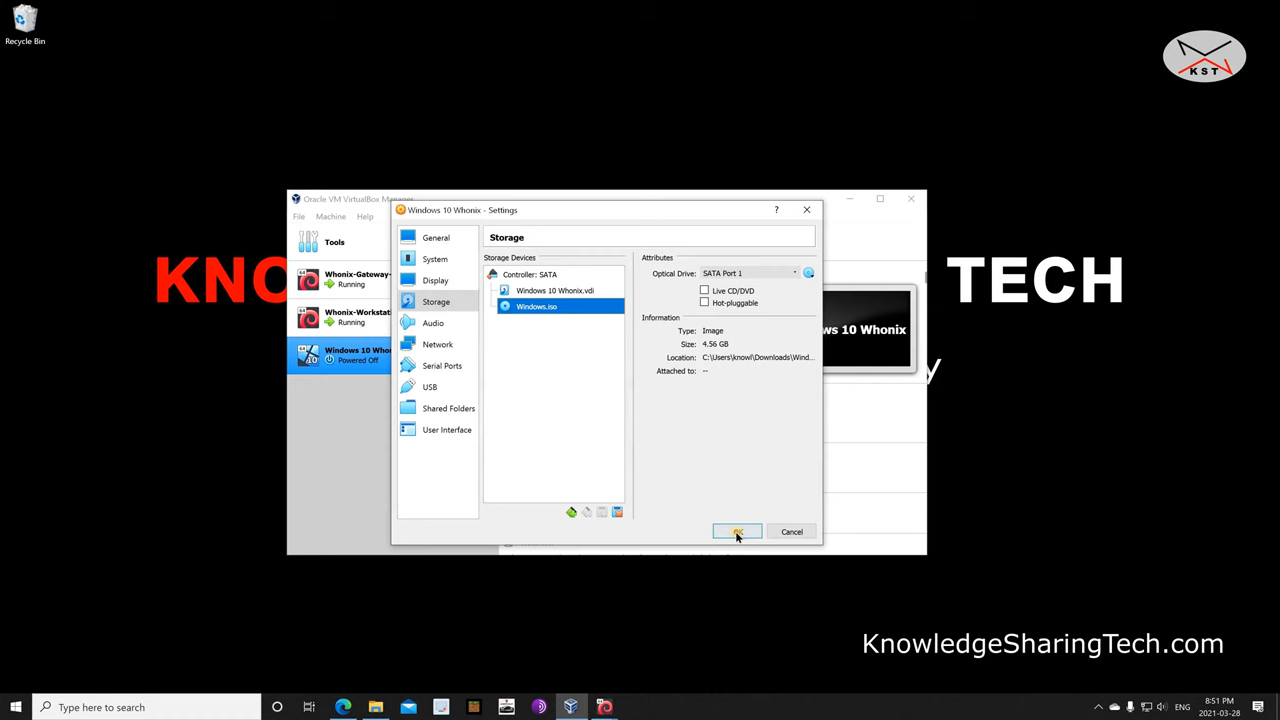 Recycle Bin
KST
Oracle VM VirtualBox Manager
File Machine Help
Tools
Whonix-Gateway-
Running
Whonix-Workstat
Running
Windows 10 Who
Powered Off
KNO
TECH
ws 10 Whonix
y
Windows 10 Whonix - Settings
?
General
System
Display
Storage
Audio
Network
Serial Ports
USB
Shared Folders
User Interface
Storage
Storage Devices
Controller: SATA
Windows 10 Whonix.vdi
Windows.iso
Attributes
Optical Drive: SATA Port 1
Live CD/DVD
Hot-pluggable
Information
Type: Image
Size: 4.56 GB
Location: C:\Users\knowl\Downloads\Wind...
Attached to: --
OK
Cancel
KnowledgeSharingTech.com
Type here to search
ENG
8:51 PM
2021-03-28